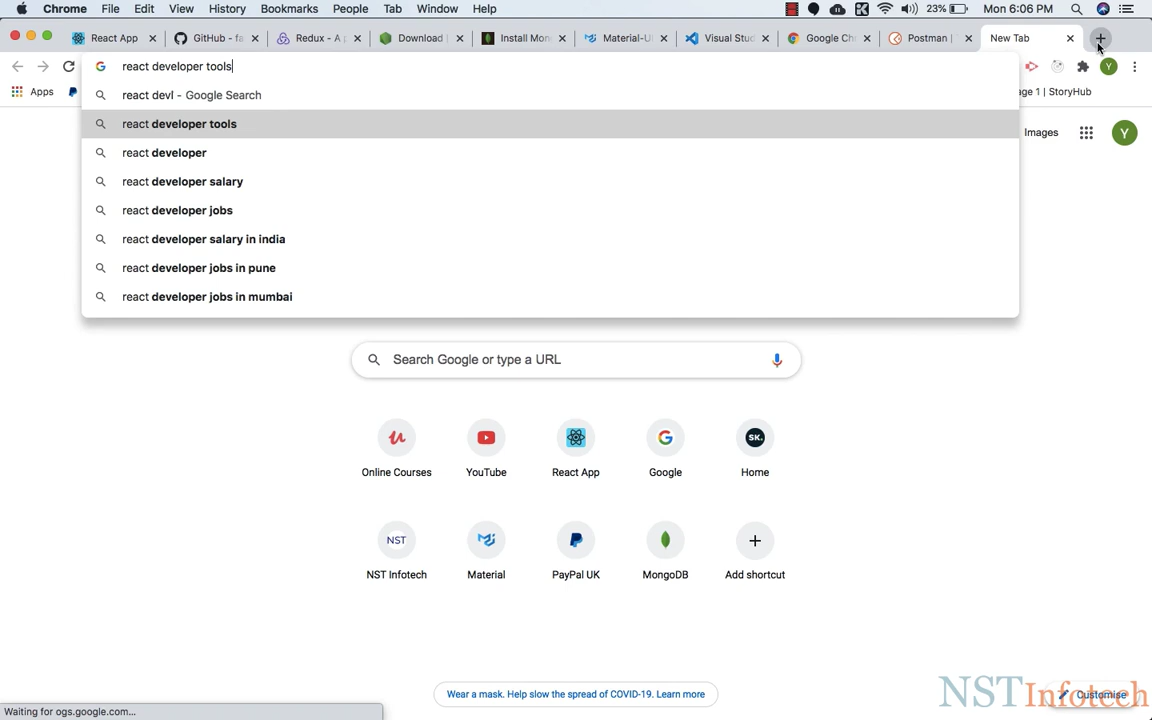 Chrome File Edit View History Bookmarks People Tab Window Help 23% Mon 6:06 PM
React App GitHub - fa Redux - A p Download Install Mon Material-U Visual Stud Google Ch Postman | New Tab
react developer tools Y
Apps age 1 | StoryHub
react devl - Google Search
react developer tools
Images Y
react developer
react developer salary
react developer jobs
react developer salary in india
react developer jobs in pune
react developer jobs in mumbai
Search Google or type a URL
SK.
Online Courses YouTube React App Google Home
NST
NST Infotech Material PayPal UK MongoDB Add shortcut
Wear a mask. Help slow the spread of COVID-19. Learn more
Customise
NSTInfotech
Waiting for ogs.google.com...